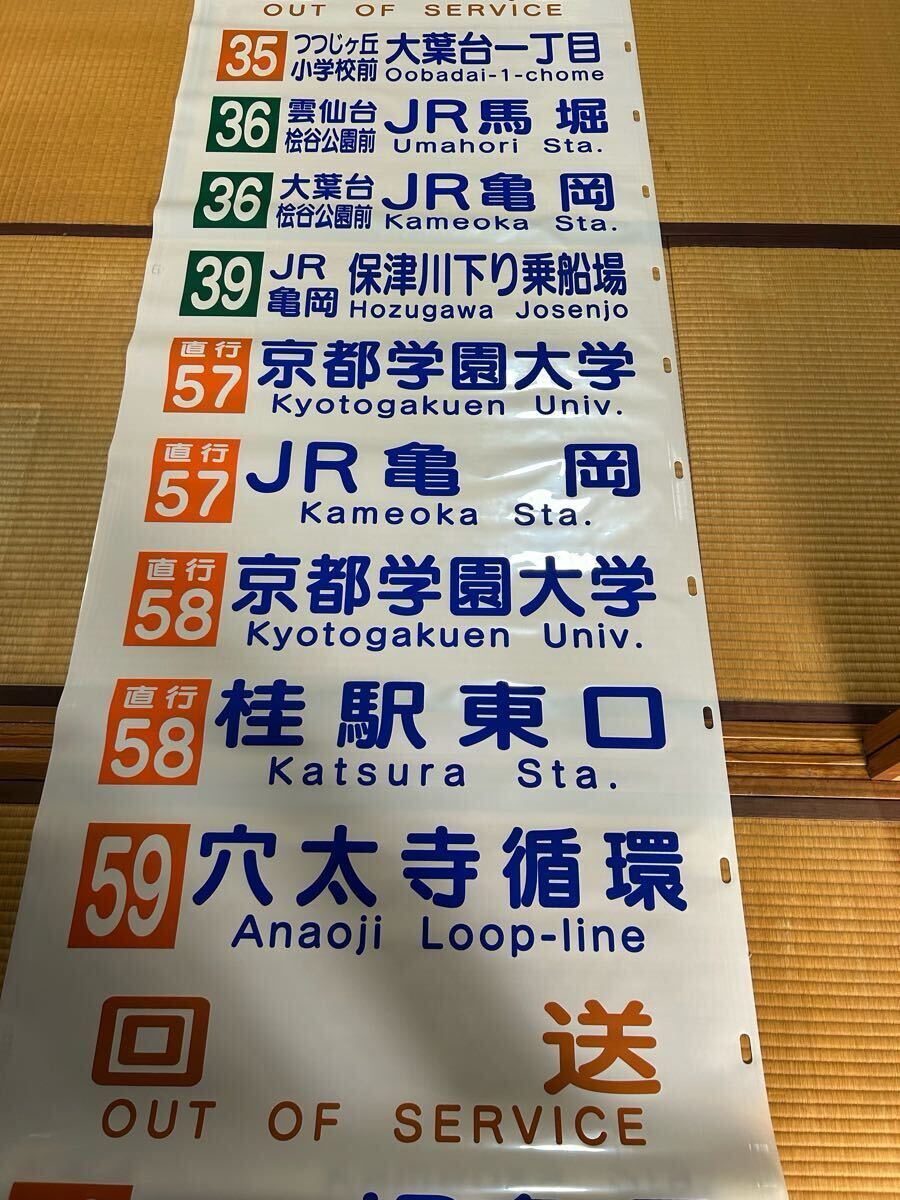 OUT OF SERVICE
35 つつじヶ丘 小学校前 大葉台一丁目
Oobadai-1-chome
36 雲仙台 桧谷公園前 JR馬堀
Umahori Sta.
36 大葉台 桧谷公園前 JR亀岡
Kameoka Sta.
39 JR 亀岡 保津川下り乗船場
Hozugawa Josenjo
直行 57 京都学園大学
Kyotogakuen Univ.
直行 57 JR亀岡
Kameoka Sta.
直行 58 京都学園大学
Kyotogakuen Univ.
直行 58 桂駅東口
Katsura Sta.
59 穴太寺循環
Anaoji Loop-line
回送
OUT OF SERVICE